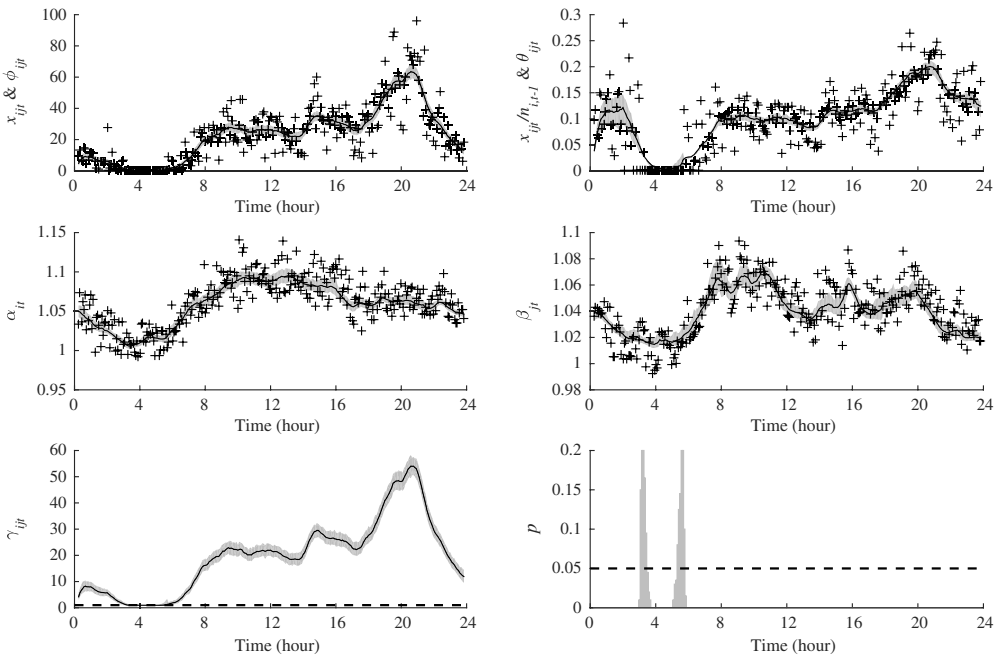 100
80
60
40
20
0
x_ijt & ϕ_ijt
0 4 8 12 16 20 24
Time (hour)
0.3
0.25
0.2
0.15
0.1
0.05
0
x_ijt/n_i,t-1 & θ_ijt
0 4 8 12 16 20 24
Time (hour)
1.15
1.1
1.05
1
0.95
α_it
0 4 8 12 16 20 24
Time (hour)
1.1
1.08
1.06
1.04
1.02
1
0.98
β_jt
0 4 8 12 16 20 24
Time (hour)
60
50
40
30
20
10
0
γ_ijt
0 4 8 12 16 20 24
Time (hour)
0.2
0.15
0.1
0.05
0
p
0 4 8 12 16 20 24
Time (hour)